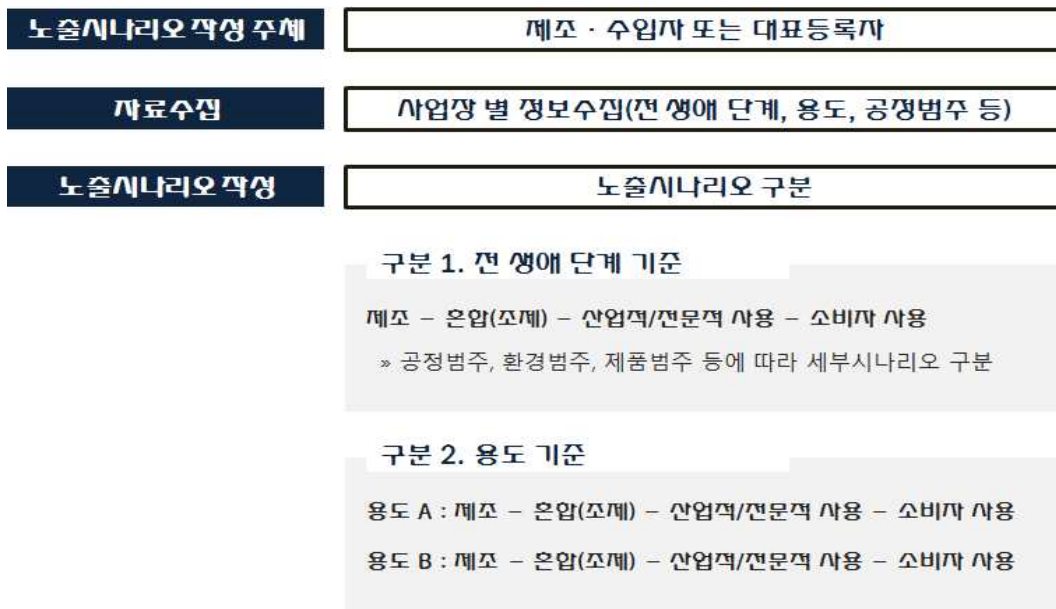 노출시나리오 작성 주체
제조 · 수입자 또는 대표등록자
자료수집
사업장 별 정보수집(전 생애 단계, 용도, 공정범주 등)
노출시나리오 작성
노출시나리오 구분
구분 1. 전 생애 단계 기준
제조 – 혼합(조제) – 산업적/전문적 사용 – 소비자 사용
» 공정범주, 환경범주, 제품범주 등에 따라 세부시나리오 구분
구분 2. 용도 기준
용도 A : 제조 – 혼합(조제) – 산업적/전문적 사용 – 소비자 사용
용도 B : 제조 – 혼합(조제) – 산업적/전문적 사용 – 소비자 사용